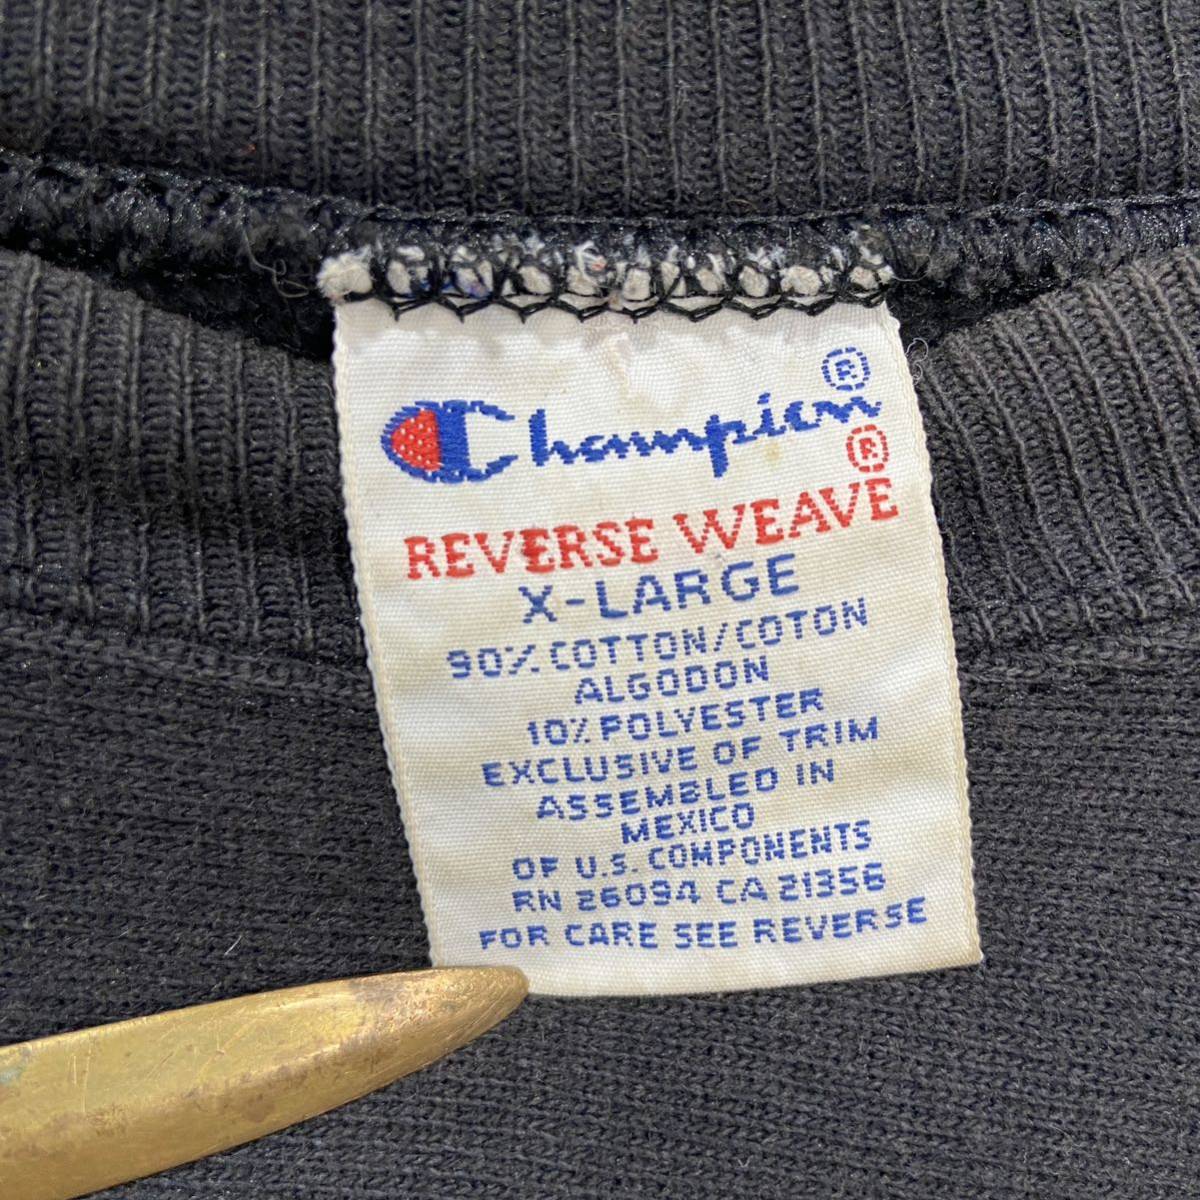 Champion ®
REVERSE WEAVE ®
X-LARGE
90% COTTON/COTON
ALGODON
10% POLYESTER
EXCLUSIVE OF TRIM
ASSEMBLED IN
MEXICO
OF U.S. COMPONENTS
RN 26094 CA 21356
FOR CARE SEE REVERSE